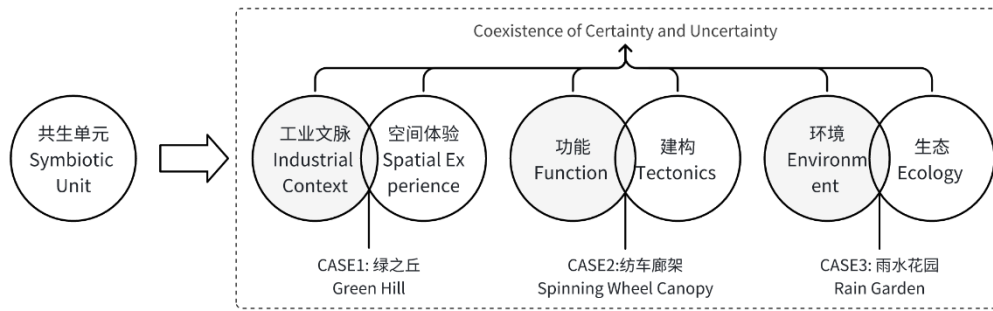 Coexistence of Certainty and Uncertainty
共生单元
Symbiotic
Unit
工业文脉
Industrial
Context
空间体验
Spatial Ex
perience
功能
Function
建构
Tectonics
环境
Environm
ent
生态
Ecology
CASE1: 绿之丘
Green Hill
CASE2:纺车廊架
Spinning Wheel Canopy
CASE3: 雨水花园
Rain Garden